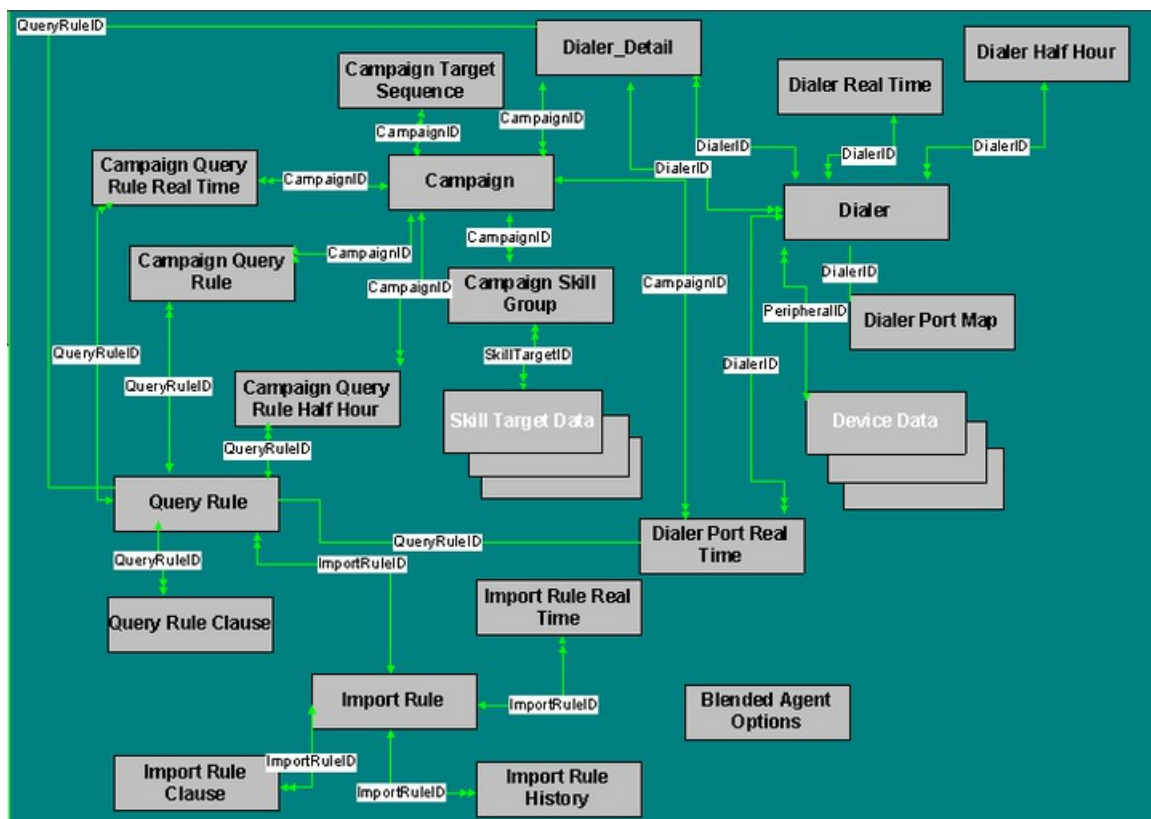 QueryRuleID
Dialer_Detail
Dialer Half Hour
Campaign Target
Sequence
Dialer Real Time
CampaignID
CampaignID
DialerID
DialerID
DialerID
Campaign Query
Rule Real Time
CampaignID
Campaign
DialerID
Dialer
CampaignID
CampaignID
Campaign Query
Rule
CampaignID
Campaign Skill
Group
CampaignID
DialerID
PeripheralID
Dialer Port Map
QueryRuleID
SkillTargetID
DialerID
QueryRuleID
Campaign Query
Rule Half Hour
Skill Target Data
Device Data
QueryRuleID
Query Rule
QueryRuleID
Dialer Port Real
Time
QueryRuleID
ImportRuleID
Import Rule Real
Time
Query Rule Clause
Import Rule
ImportRuleID
Blended Agent
Options
ImportRuleID
Import Rule
Clause
ImportRuleID
Import Rule
History